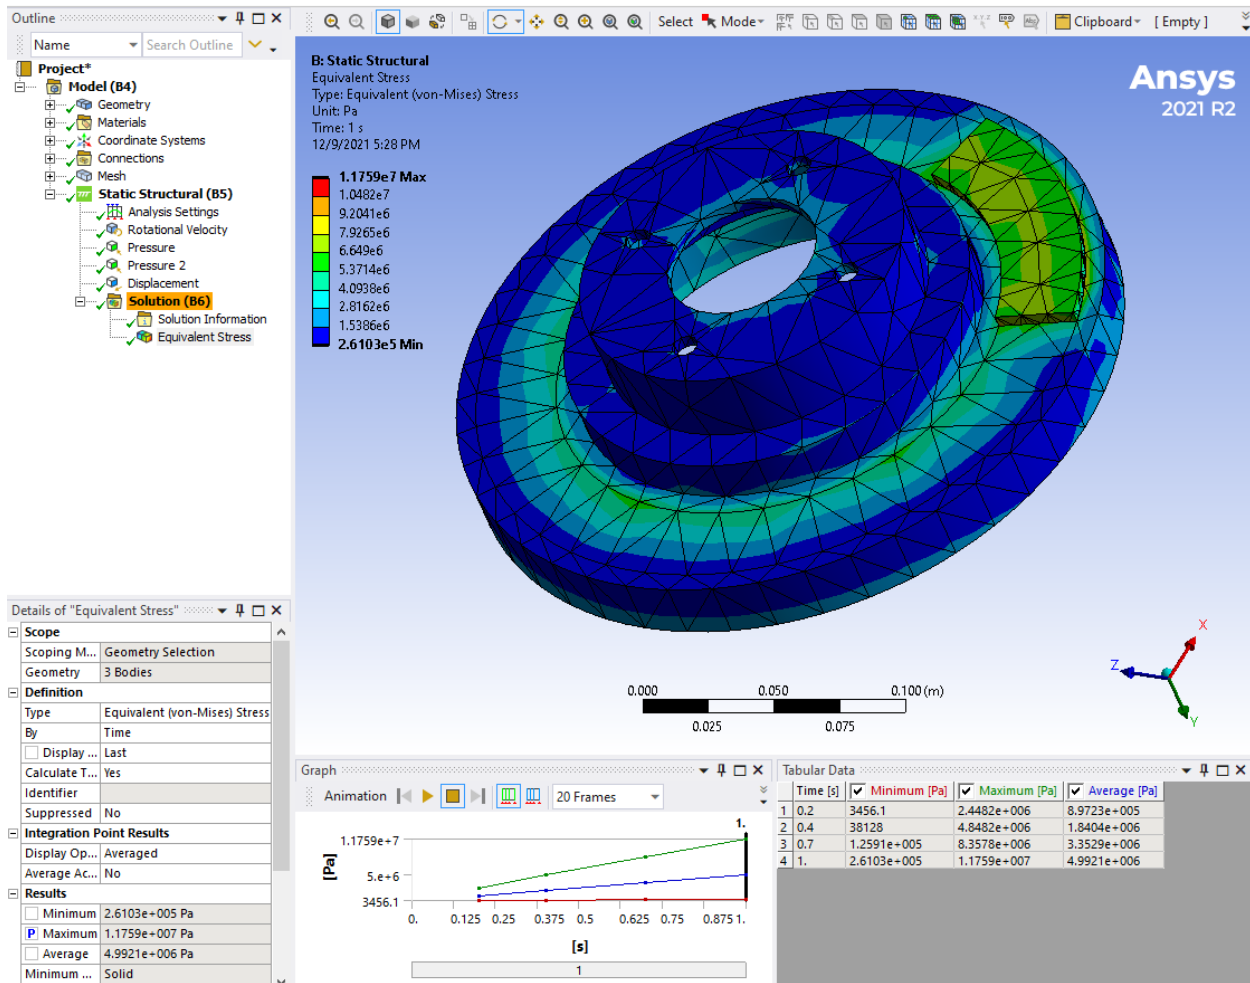 Outline
Name
Search Outline
Project*
Model (B4)
Geometry
Materials
Coordinate Systems
Connections
Mesh
Static Structural (B5)
Analysis Settings
Rotational Velocity
Pressure
Pressure 2
Displacement
Solution (B6)
Solution Information
Equivalent Stress
Select Mode Clipboard [ Empty ]
B: Static Structural
Equivalent Stress
Type: Equivalent (von-Mises) Stress
Unit: Pa
Time: 1 s
12/9/2021 5:28 PM
1.1759e7 Max
1.0482e7
9.2041e6
7.9265e6
6.649e6
5.3714e6
4.0938e6
2.8162e6
1.5386e6
2.6103e5 Min
Ansys
2021 R2
0.000 0.050 0.100 (m)
0.025 0.075
X
Z
Y
Details of "Equivalent Stress"
Scope
Scoping M... Geometry Selection
Geometry 3 Bodies
Definition
Type Equivalent (von-Mises) Stress
By Time
Display ... Last
Calculate T... Yes
Identifier
Suppressed No
Integration Point Results
Display Op... Averaged
Average Ac... No
Results
Minimum 2.6103e+005 Pa
P Maximum 1.1759e+007 Pa
Average 4.9921e+006 Pa
Minimum ... Solid
Graph
Animation 20 Frames
1.
1.1759e+7
5.e+6
3456.1
[Pa]
0. 0.125 0.25 0.375 0.5 0.625 0.75 0.875 1.
[s]
1
Tabular Data
Time [s] Minimum [Pa] Maximum [Pa] Average [Pa]
1 0.2 3456.1 2.4482e+006 8.9723e+005
2 0.4 38128 4.8482e+006 1.8404e+006
3 0.7 1.2591e+005 8.3578e+006 3.3529e+006
4 1. 2.6103e+005 1.1759e+007 4.9921e+006